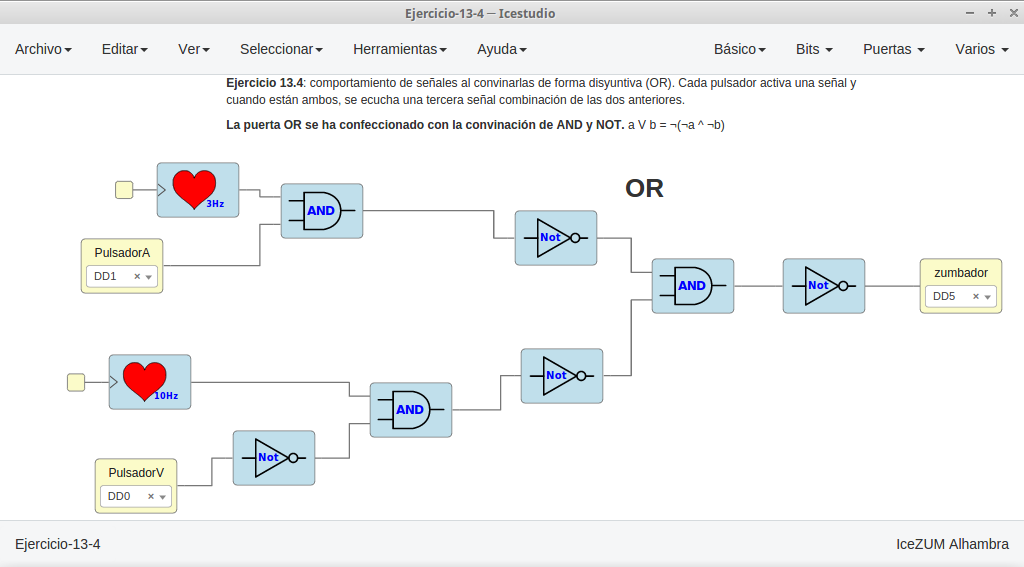 Ejercicio-13-4 — Icestudio
Archivo Editar Ver Seleccionar Herramientas Ayuda Básico Bits Puertas Varios
Ejercicio 13.4: comportamiento de señales al convinarlas de forma disyuntiva (OR). Cada pulsador activa una señal y
cuando están ambos, se ecucha una tercera señal combinación de las dos anteriores.
La puerta OR se ha confeccionado con la convinación de AND y NOT. a V b = ¬(¬a ^ ¬b)
OR
3Hz
AND
Not
PulsadorA
DD1 ×
AND
Not
zumbador
DD5 ×
10Hz
AND
Not
Not
PulsadorV
DD0 ×
Ejercicio-13-4 IceZUM Alhambra